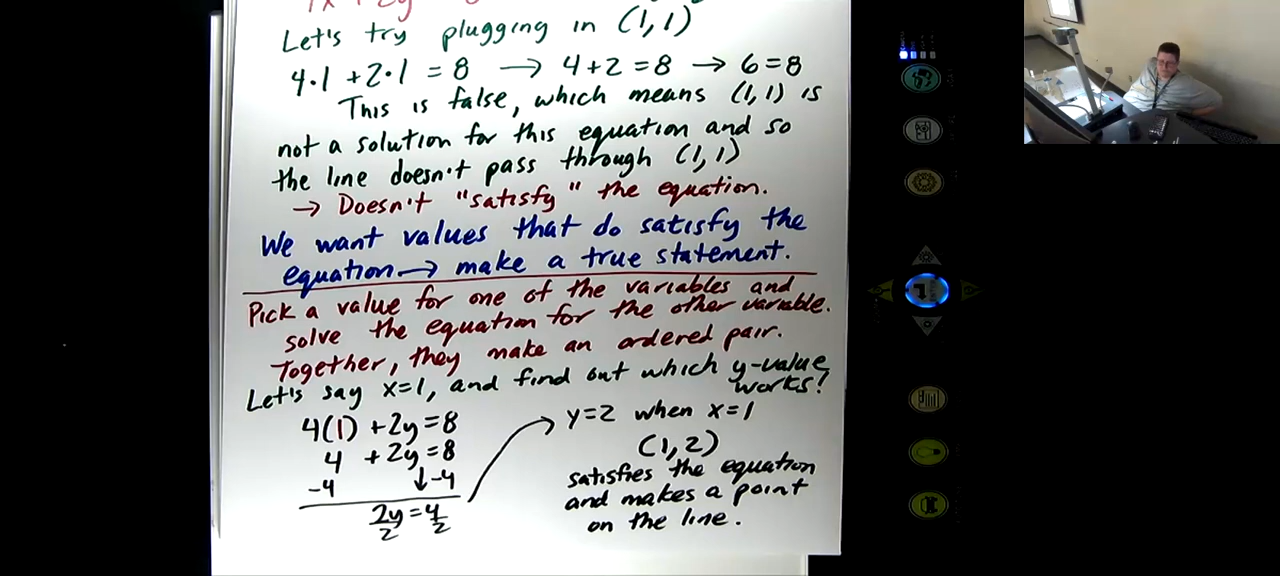 Let's try plugging in (1,1)
4·1 +2·1 = 8 → 4+2=8 → 6=8
This is false, which means (1,1) is
not a solution for this equation and so
the line doesn't pass through (1,1)
→ Doesn't "satisfy" the equation.
We want values that do satisfy the
equation → make a true statement.
Pick a value for one of the variables and
solve the equation for the other variable.
Together, they make an ordered pair.
Let's say x=1, and find out which y-value
works!
4(1) +2y=8
4 +2y=8
-4 ↓-4
2y/2 = 4/2
y=2 when x=1
(1,2)
satisfies the equation
and makes a point
on the line.